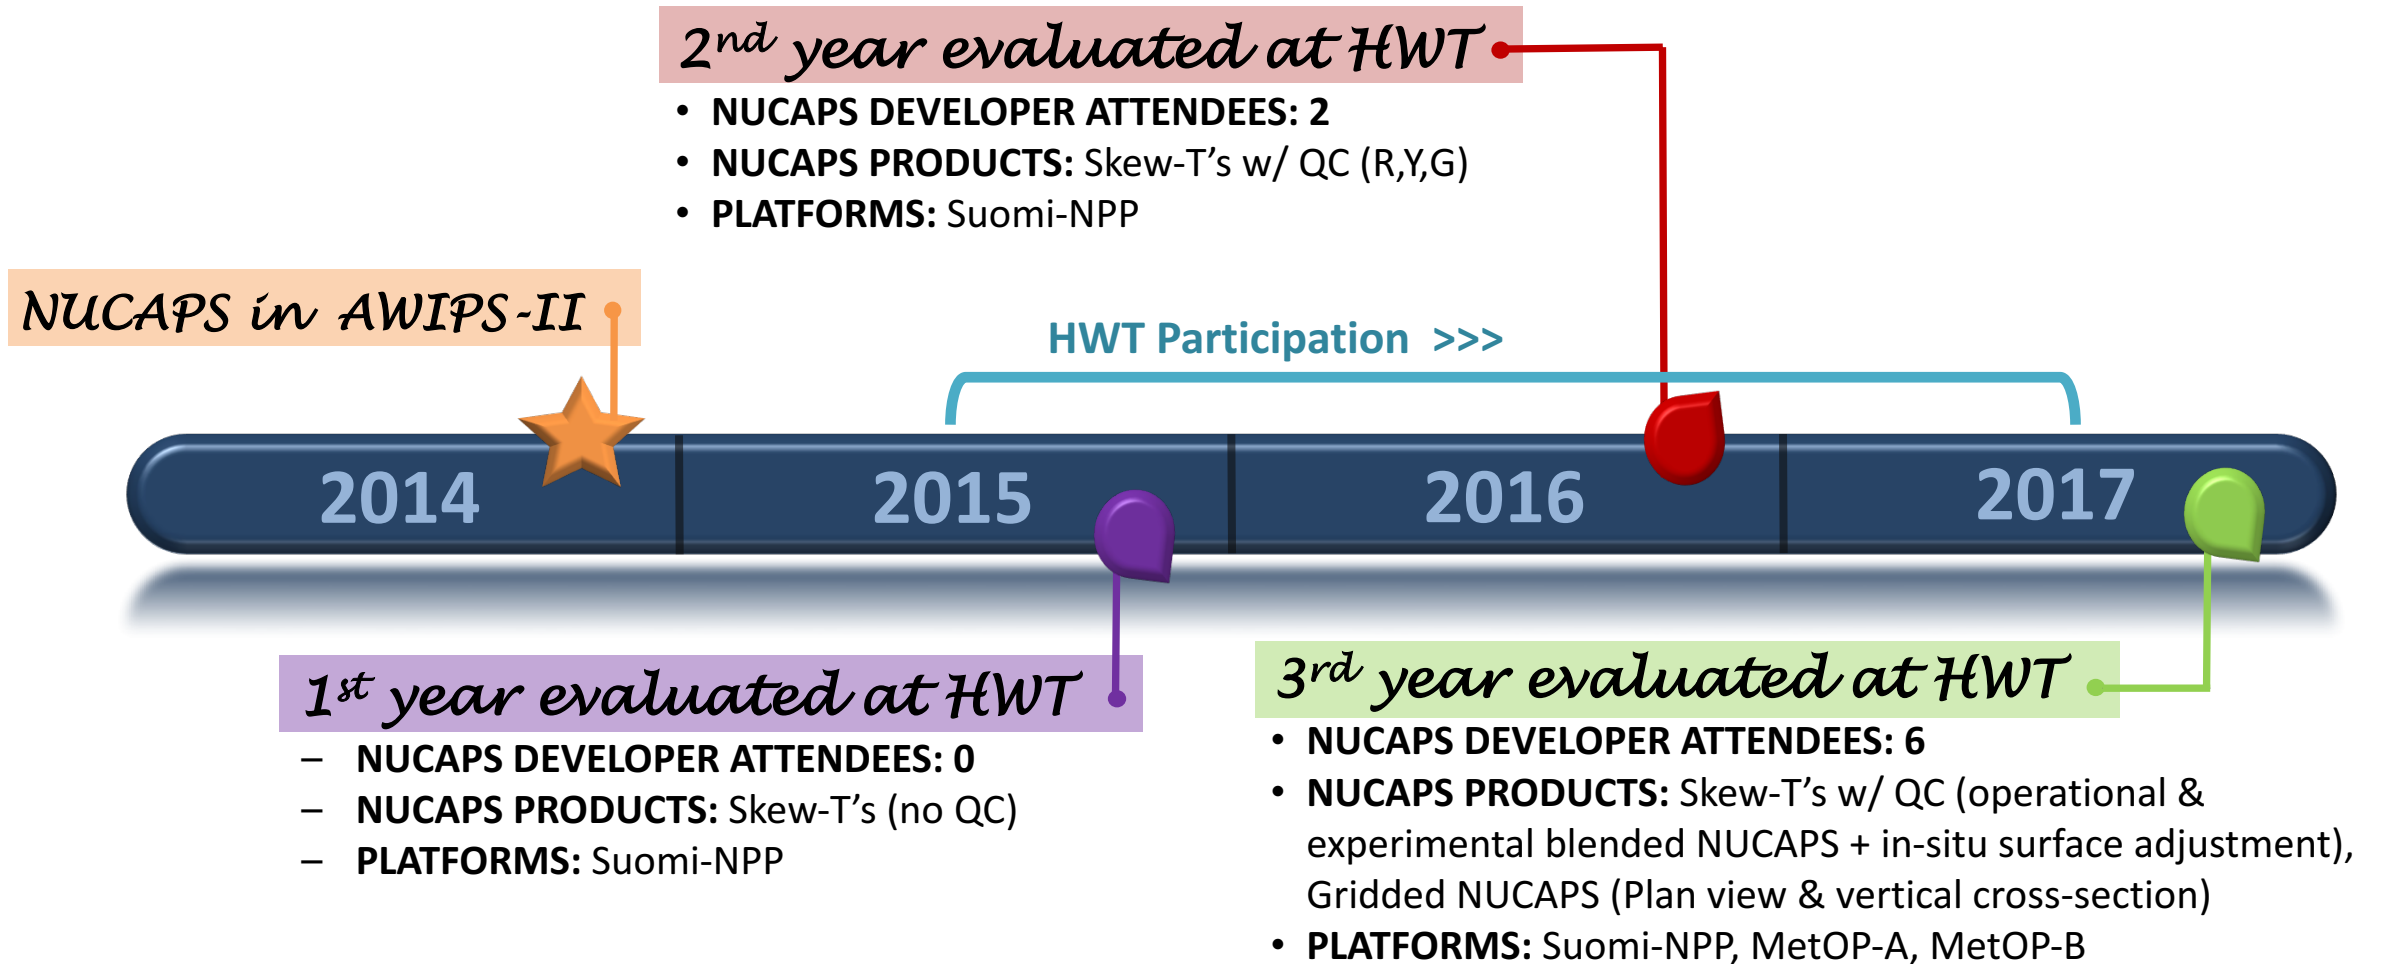 2nd year evaluated at HWT
• NUCAPS DEVELOPER ATTENDEES: 2
• NUCAPS PRODUCTS: Skew-T’s w/ QC (R,Y,G)
• PLATFORMS: Suomi-NPP
NUCAPS in AWIPS-II
HWT Participation >>>
2014
2015
2016
2017
1st year evaluated at HWT
– NUCAPS DEVELOPER ATTENDEES: 0
– NUCAPS PRODUCTS: Skew-T’s (no QC)
– PLATFORMS: Suomi-NPP
3rd year evaluated at HWT
• NUCAPS DEVELOPER ATTENDEES: 6
• NUCAPS PRODUCTS: Skew-T’s w/ QC (operational &
experimental blended NUCAPS + in-situ surface adjustment),
Gridded NUCAPS (Plan view & vertical cross-section)
• PLATFORMS: Suomi-NPP, MetOP-A, MetOP-B